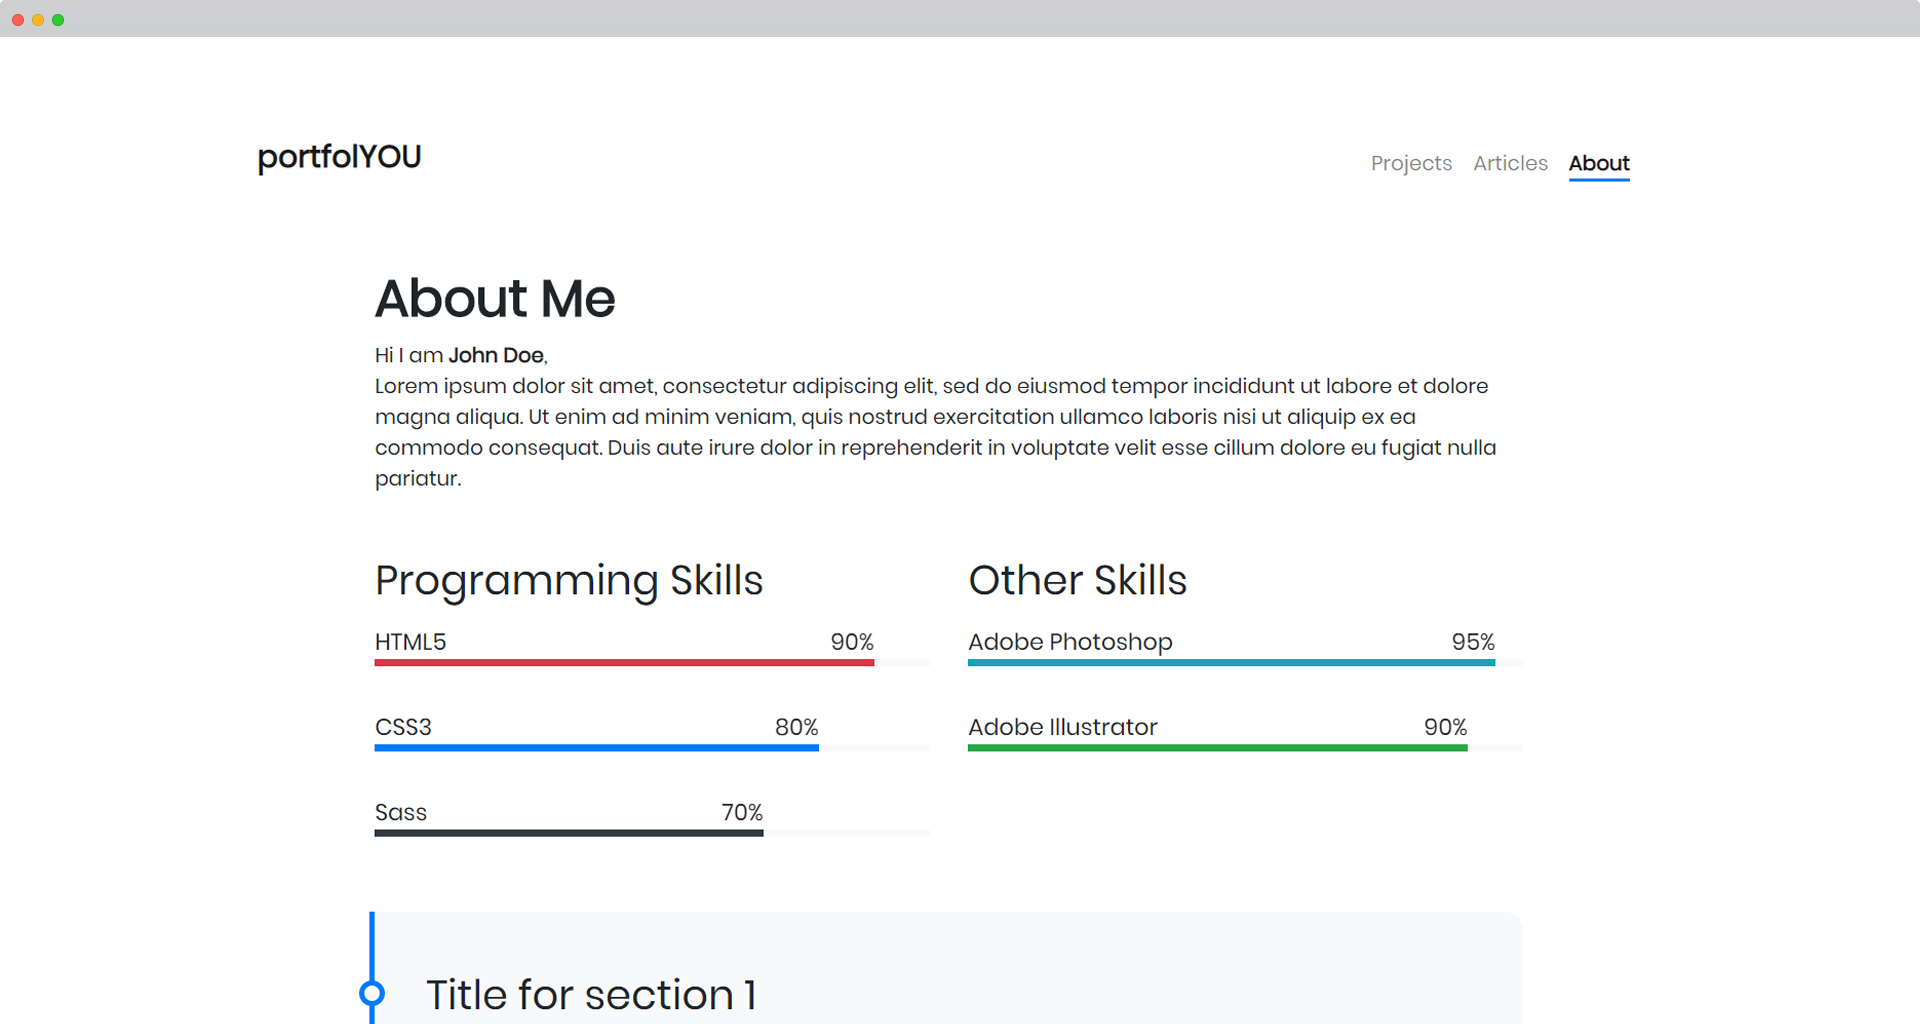 portfolYOU
Projects Articles About
About Me
Hi I am John Doe,
Lorem ipsum dolor sit amet, consectetur adipiscing elit, sed do eiusmod tempor incididunt ut labore et dolore
magna aliqua. Ut enim ad minim veniam, quis nostrud exercitation ullamco laboris nisi ut aliquip ex ea
commodo consequat. Duis aute irure dolor in reprehenderit in voluptate velit esse cillum dolore eu fugiat nulla
pariatur.
Programming Skills
HTML5 90%
CSS3 80%
Sass 70%
Other Skills
Adobe Photoshop 95%
Adobe Illustrator 90%
Title for section 1